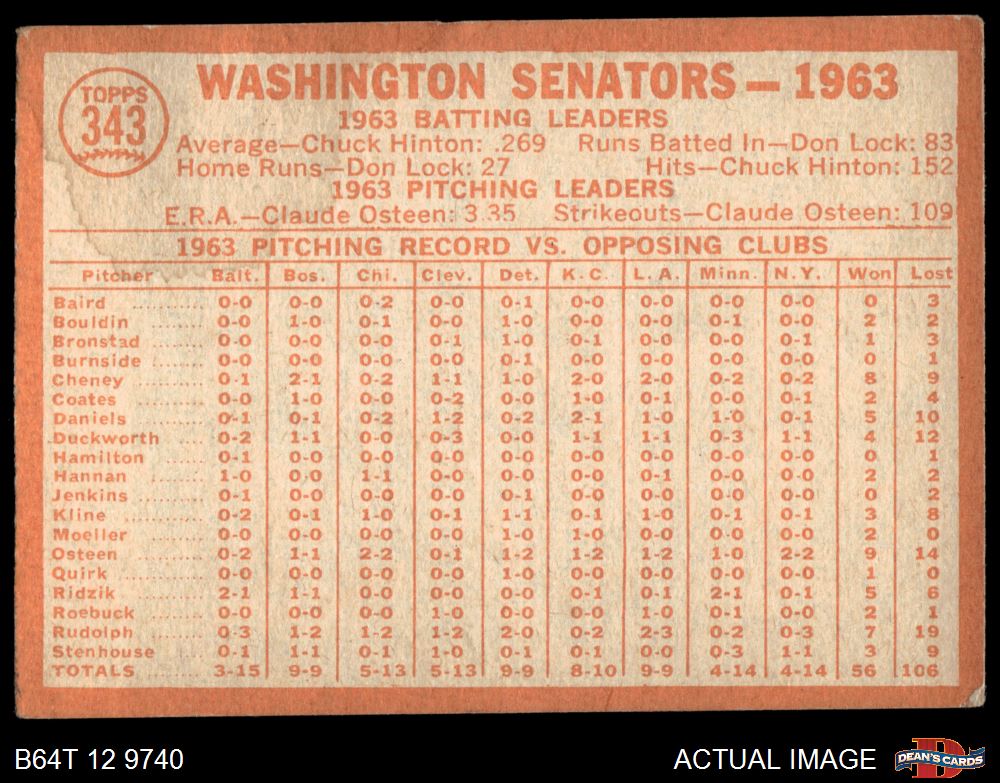 TOPPS
343
WASHINGTON SENATORS — 1963
1963 BATTING LEADERS
Average—Chuck Hinton: .269 Runs Batted In—Don Lock: 83
Home Runs—Don Lock: 27 Hits—Chuck Hinton: 152
1963 PITCHING LEADERS
E.R.A.—Claude Osteen: 3.35 Strikeouts—Claude Osteen: 109
1963 PITCHING RECORD VS. OPPOSING CLUBS
Pitcher Balt. Bos. Chi. Clev. Det. K.C. L.A. Minn. N.Y. Won Lost
Baird ......... 0-0 0-0 0-2 0-0 0-1 0-0 0-0 0-0 0-0 0 3
Bouldin ....... 0-0 1-0 0-1 0-0 1-0 0-0 0-0 0-1 0-0 2 2
Bronstad ...... 0-0 0-0 0-0 0-1 1-0 0-1 0-0 0-0 0-1 1 3
Burnside ...... 0-0 0-0 0-0 0-0 0-1 0-0 0-0 0-0 0-0 0 1
Cheney ........ 0-1 2-1 0-2 1-1 1-0 2-0 2-0 0-2 0-2 8 9
Coates ........ 0-0 1-0 0-0 0-2 0-0 1-0 0-1 0-0 0-1 2 4
Daniels ....... 0-1 0-1 0-2 1-2 0-2 2-1 1-0 1-0 0-1 5 10
Duckworth .... 0-2 1-1 0-0 0-3 0-0 1-1 1-1 0-3 1-1 4 12
Hamilton ...... 0-1 0-0 0-0 0-0 0-0 0-0 0-0 0-0 0-0 0 1
Hannan ....... 1-0 0-0 1-1 0-0 0-0 0-0 0-1 0-0 0-0 2 2
Jenkins ....... 0-1 0-0 0-0 0-0 0-1 0-0 0-0 0-0 0-0 0 2
Kline ......... 0-2 0-1 1-0 0-1 1-1 0-1 1-0 0-1 0-1 3 8
Moeller ....... 0-0 0-0 0-0 0-0 1-0 1-0 0-0 0-0 0-0 2 0
Osteen ........ 0-2 1-1 2-2 0-1 1-2 1-2 1-2 1-0 2-2 9 14
Quirk ......... 0-0 0-0 0-0 0-0 1-0 0-0 0-0 0-0 0-0 1 0
Ridzik ........ 2-1 1-1 0-0 0-0 0-0 0-1 0-1 2-1 0-1 5 6
Roebuck ....... 0-0 0-0 0-0 1-0 0-0 0-0 1-0 0-1 0-0 2 1
Rudolph ....... 0-3 1-2 1-2 1-2 2-0 0-2 2-3 0-2 0-3 7 19
Stenhouse ..... 0-1 1-1 0-1 1-0 0-1 0-1 0-0 0-3 1-1 3 9
TOTALS ....... 3-15 9-9 5-13 5-13 9-9 8-10 9-9 4-14 4-14 56 106
B64T 12 9740 ACTUAL IMAGE D DEAN'S CARDS